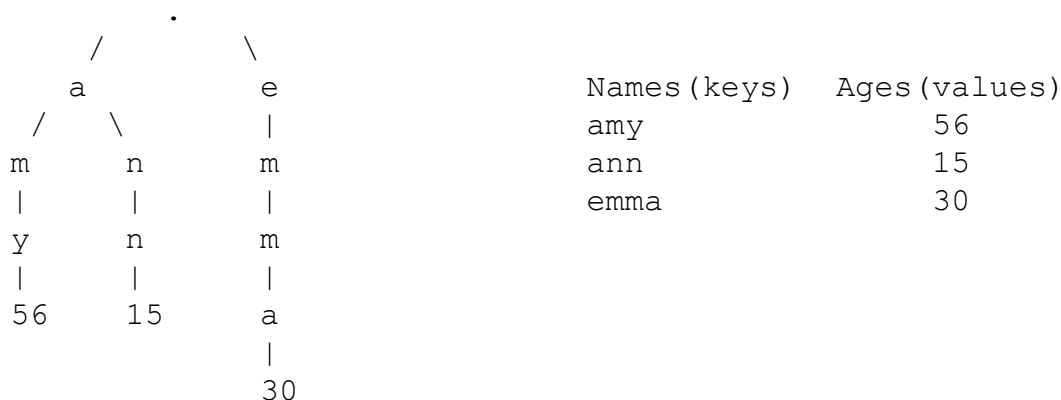 .
/ \
a e Names(keys) Ages(values)
/ \ | amy 56
m n m ann 15
| | | emma 30
y n m
| | |
56 15 a
|
30